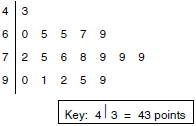 4 | 3
6 | 0 5 5 7 9
7 | 2 5 6 8 9 9 9
9 | 0 1 2 5 9
Key: 4 | 3 = 43 points